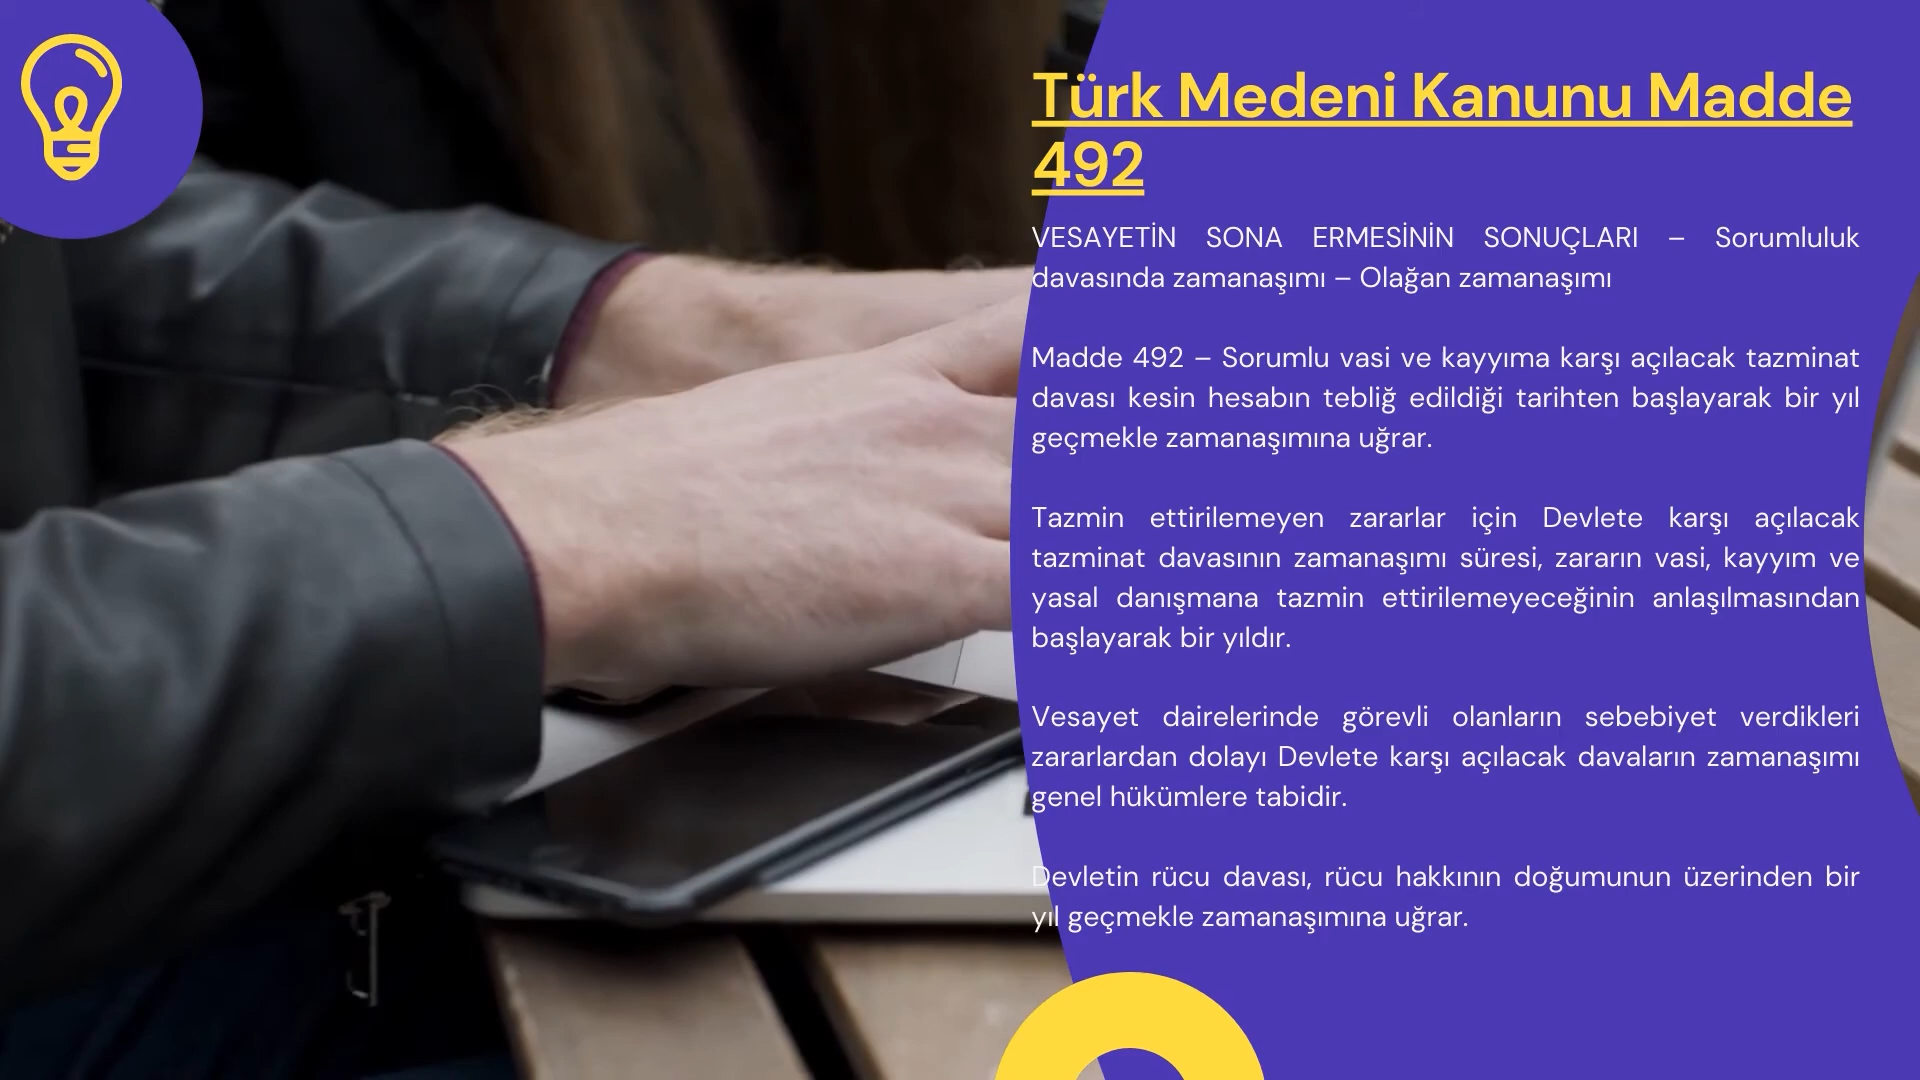 Türk Medeni Kanunu Madde
492
VESAYETİN SONA ERMESİNİN SONUÇLARI – Sorumluluk
davasında zamanaşımı – Olağan zamanaşımı
Madde 492 – Sorumlu vasi ve kayyıma karşı açılacak tazminat
davası kesin hesabın tebliğ edildiği tarihten başlayarak bir yıl
geçmekle zamanaşımına uğrar.
Tazmin ettirilemeyen zararlar için Devlete karşı açılacak
tazminat davasının zamanaşımı süresi, zararın vasi, kayyım ve
yasal danışmana tazmin ettirilemeyeceğinin anlaşılmasından
başlayarak bir yıldır.
Vesayet dairelerinde görevli olanların sebebiyet verdikleri
zararlardan dolayı Devlete karşı açılacak davaların zamanaşımı
genel hükümlere tabidir.
Devletin rücu davası, rücu hakkının doğumunun üzerinden bir
yıl geçmekle zamanaşımına uğrar.